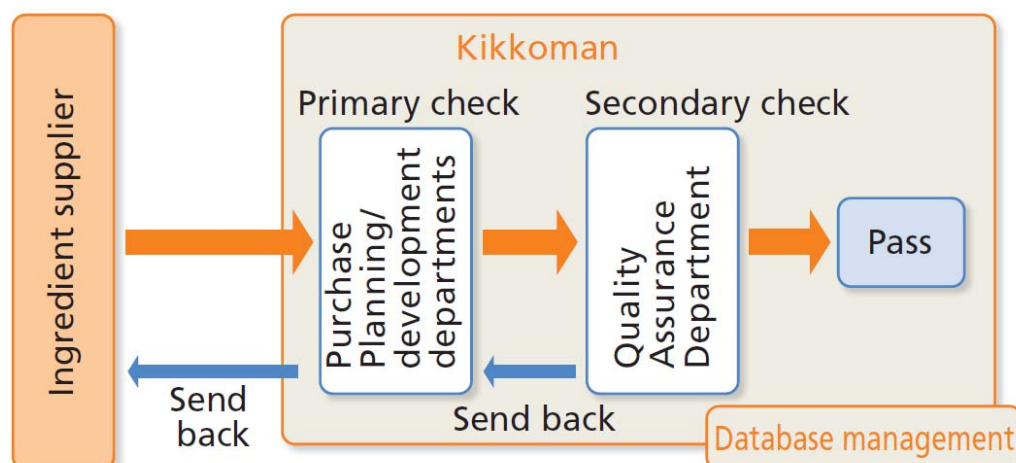 Ingredient supplier
Kikkoman
Primary check
Purchase
Planning/
development
departments
Secondary check
Quality
Assurance
Department
Pass
Send
back
Send back
Database management